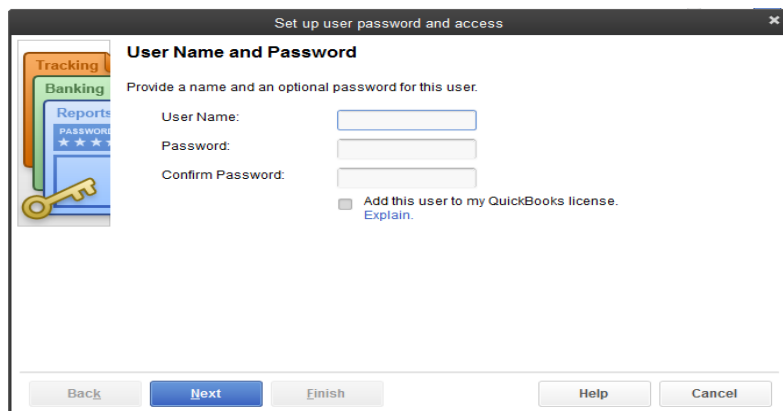 Set up user password and access
Tracking
Banking
Reports
PASSWORD
User Name and Password
Provide a name and an optional password for this user.
User Name:
Password:
Confirm Password:
Add this user to my QuickBooks license.
Explain.
Back
Next
Finish
Help
Cancel